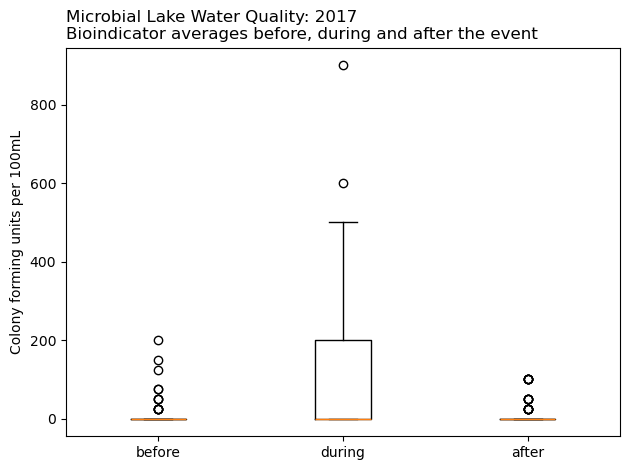 Microbial Lake Water Quality: 2017
Bioindicator averages before, during and after the event
Colony forming units per 100mL
800
600
400
200
0
before
during
after